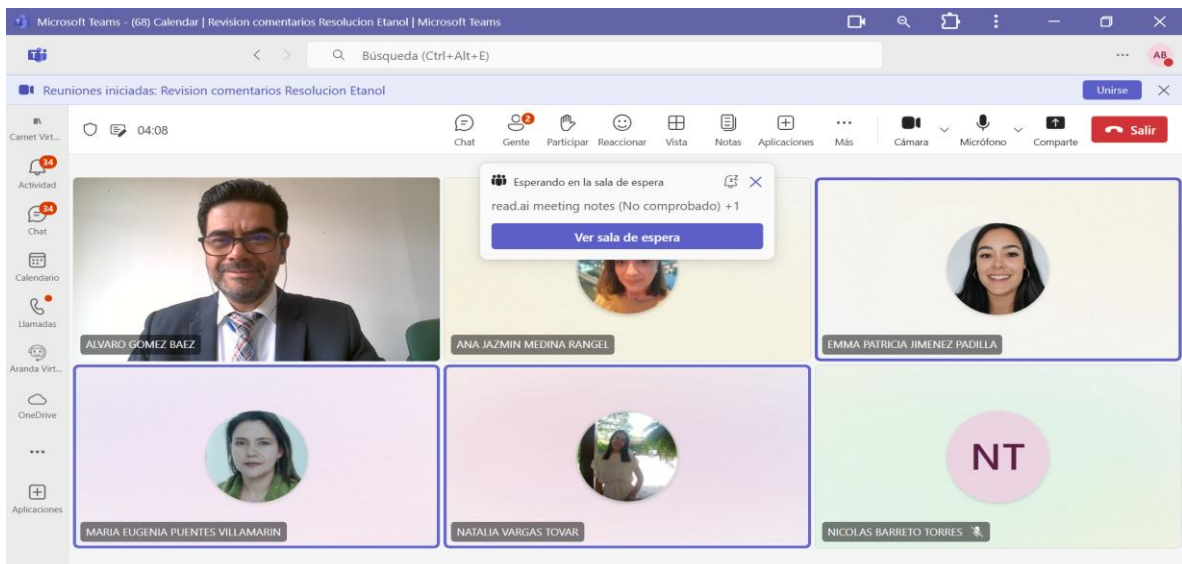 Microsoft Teams - (68) Calendar | Revision comentarios Resolucion Etanol | Microsoft Teams
Búsqueda (Ctrl+Alt+E)
AB
Reuniones iniciadas: Revision comentarios Resolucion Etanol
Unirse
Carnet Virt...
04:08
Chat
2
Gente
Participar
Reaccionar
Vista
Notas
Aplicaciones
Más
Cámara
Micrófono
Comparte
Salir
34
Actividad
34
Chat
Calendario
Llamadas
Aranda Virt...
OneDrive
Aplicaciones
Esperando en la sala de espera
read.ai meeting notes (No comprobado) +1
Ver sala de espera
ALVARO GOMEZ BAEZ
ANA JAZMIN MEDINA RANGEL
EMMA PATRICIA JIMENEZ PADILLA
MARIA EUGENIA PUENTES VILLAMARIN
NATALIA VARGAS TOVAR
NT
NICOLAS BARRETO TORRES